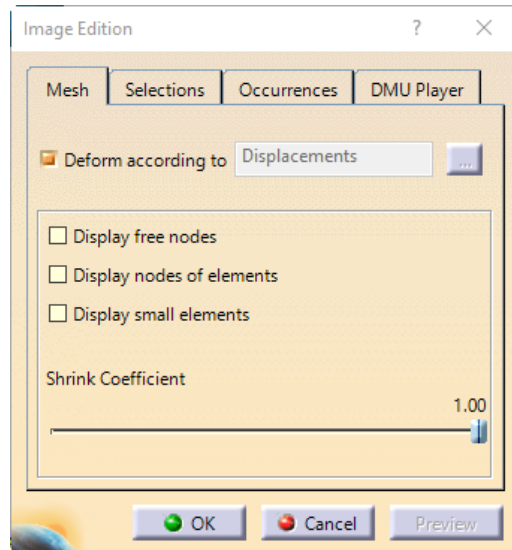 Image Edition ?
Mesh Selections Occurrences DMU Player
Deform according to Displacements ...
Display free nodes
Display nodes of elements
Display small elements
Shrink Coefficient
1.00
OK Cancel Preview